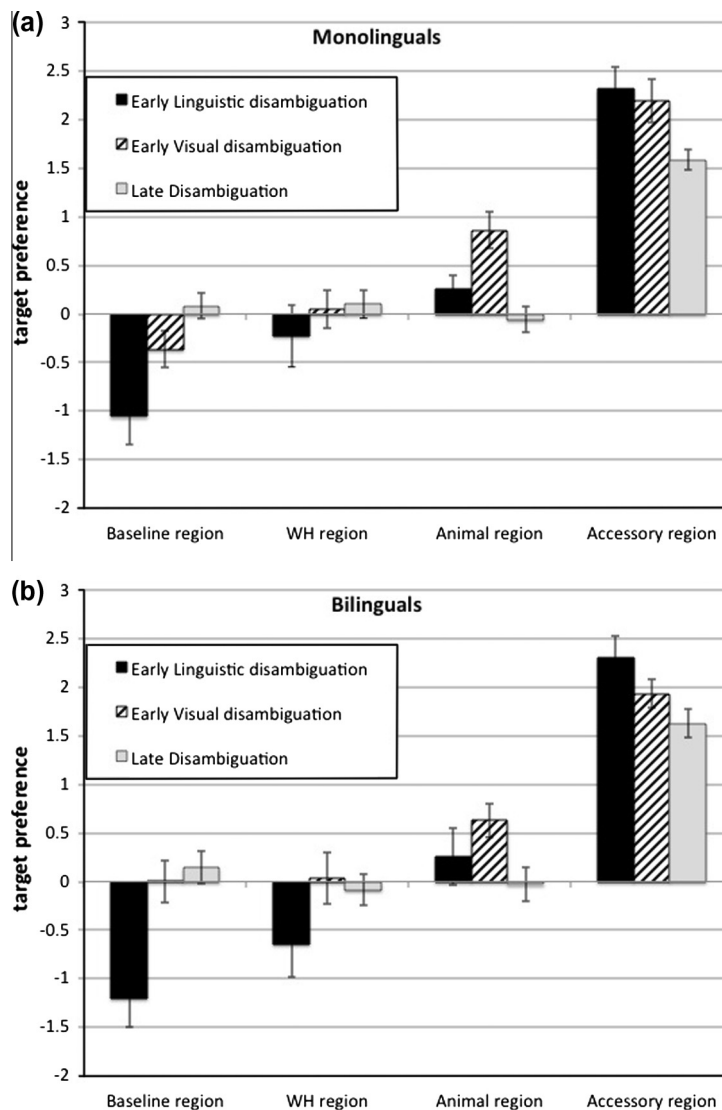 (a)
Monolinguals
Early Linguistic disambiguation
Early Visual disambiguation
Late Disambiguation
target preference
3
2.5
2
1.5
1
0.5
0
-0.5
-1
-1.5
-2
Baseline region WH region Animal region Accessory region
(b)
Bilinguals
Early Linguistic disambiguation
Early Visual disambiguation
Late Disambiguation
target preference
3
2.5
2
1.5
1
0.5
0
-0.5
-1
-1.5
-2
Baseline region WH region Animal region Accessory region